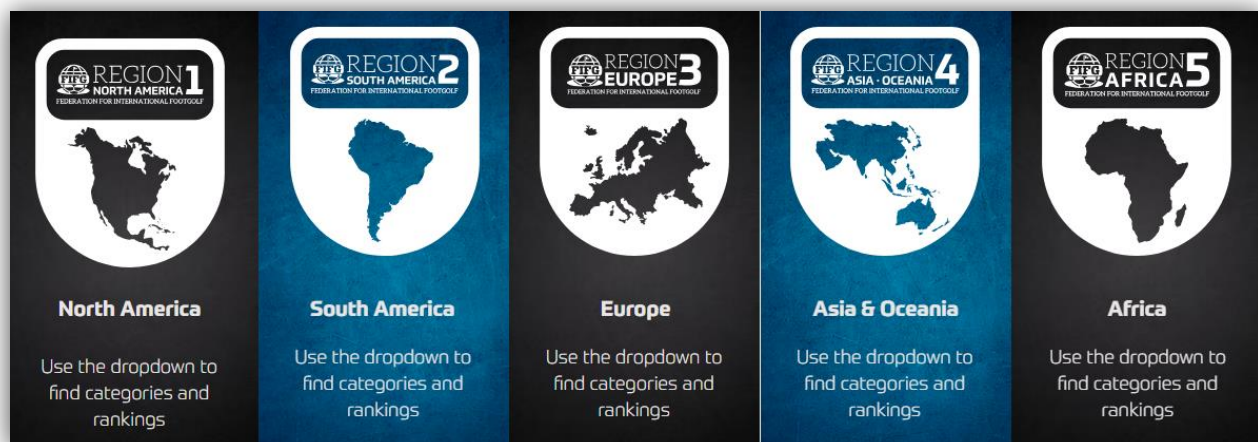 FIFG
REGION 1
NORTH AMERICA
FEDERATION FOR INTERNATIONAL FOOTGOLF
North America
Use the dropdown to
find categories and
rankings
FIFG
REGION 2
SOUTH AMERICA
FEDERATION FOR INTERNATIONAL FOOTGOLF
South America
Use the dropdown to
find categories and
rankings
FIFG
REGION 3
EUROPE
FEDERATION FOR INTERNATIONAL FOOTGOLF
Europe
Use the dropdown to
find categories and
rankings
FIFG
REGION 4
ASIA · OCEANIA
FEDERATION FOR INTERNATIONAL FOOTGOLF
Asia & Oceania
Use the dropdown to
find categories and
rankings
FIFG
REGION 5
AFRICA
FEDERATION FOR INTERNATIONAL FOOTGOLF
Africa
Use the dropdown to
find categories and
rankings